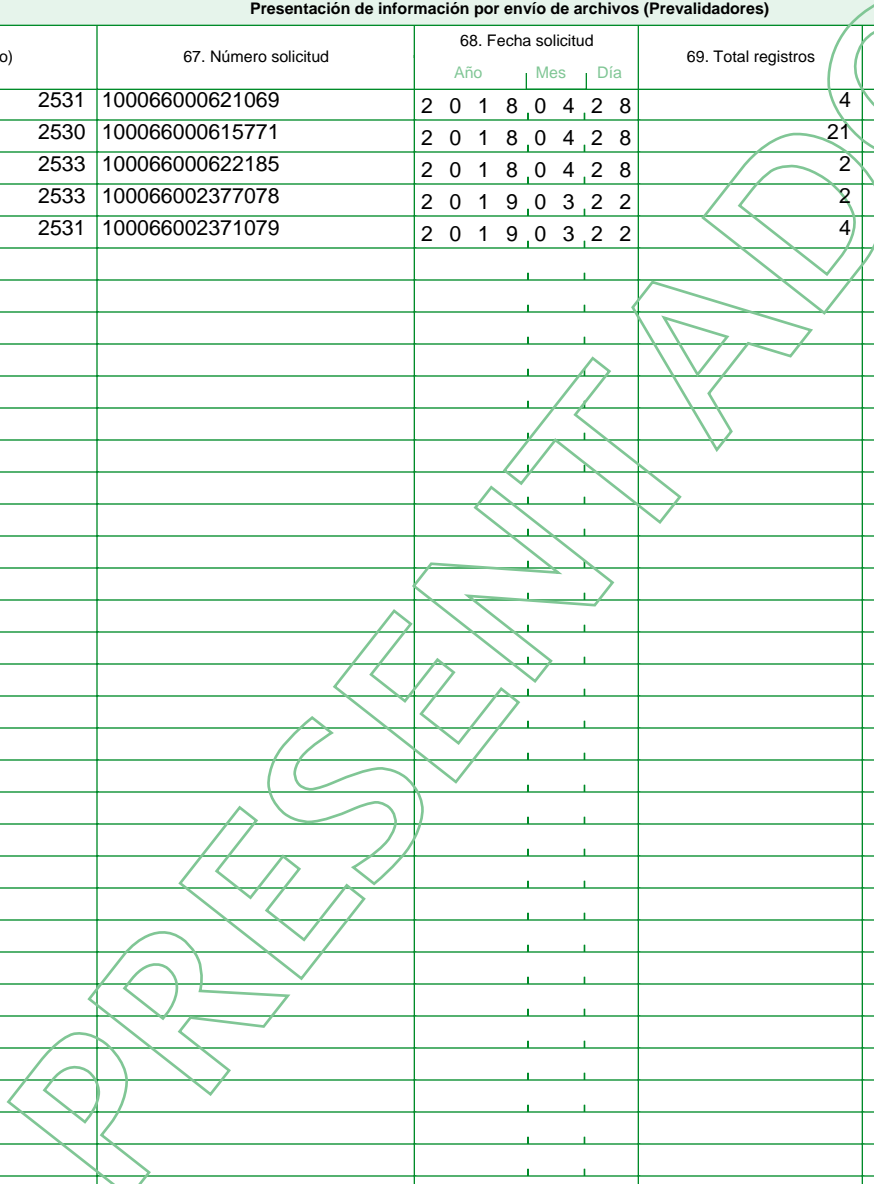 Presentación de información por envío de archivos (Prevalidadores)
o) 67. Número solicitud 68. Fecha solicitud 69. Total registros
Año Mes Día
2531 100066000621069 2 0 1 8 0 4 2 8 4
2530 100066000615771 2 0 1 8 0 4 2 8 21
2533 100066000622185 2 0 1 8 0 4 2 8 2
2533 100066002377078 2 0 1 9 0 3 2 2 2
2531 100066002371079 2 0 1 9 0 3 2 2 4
PRESENTADO